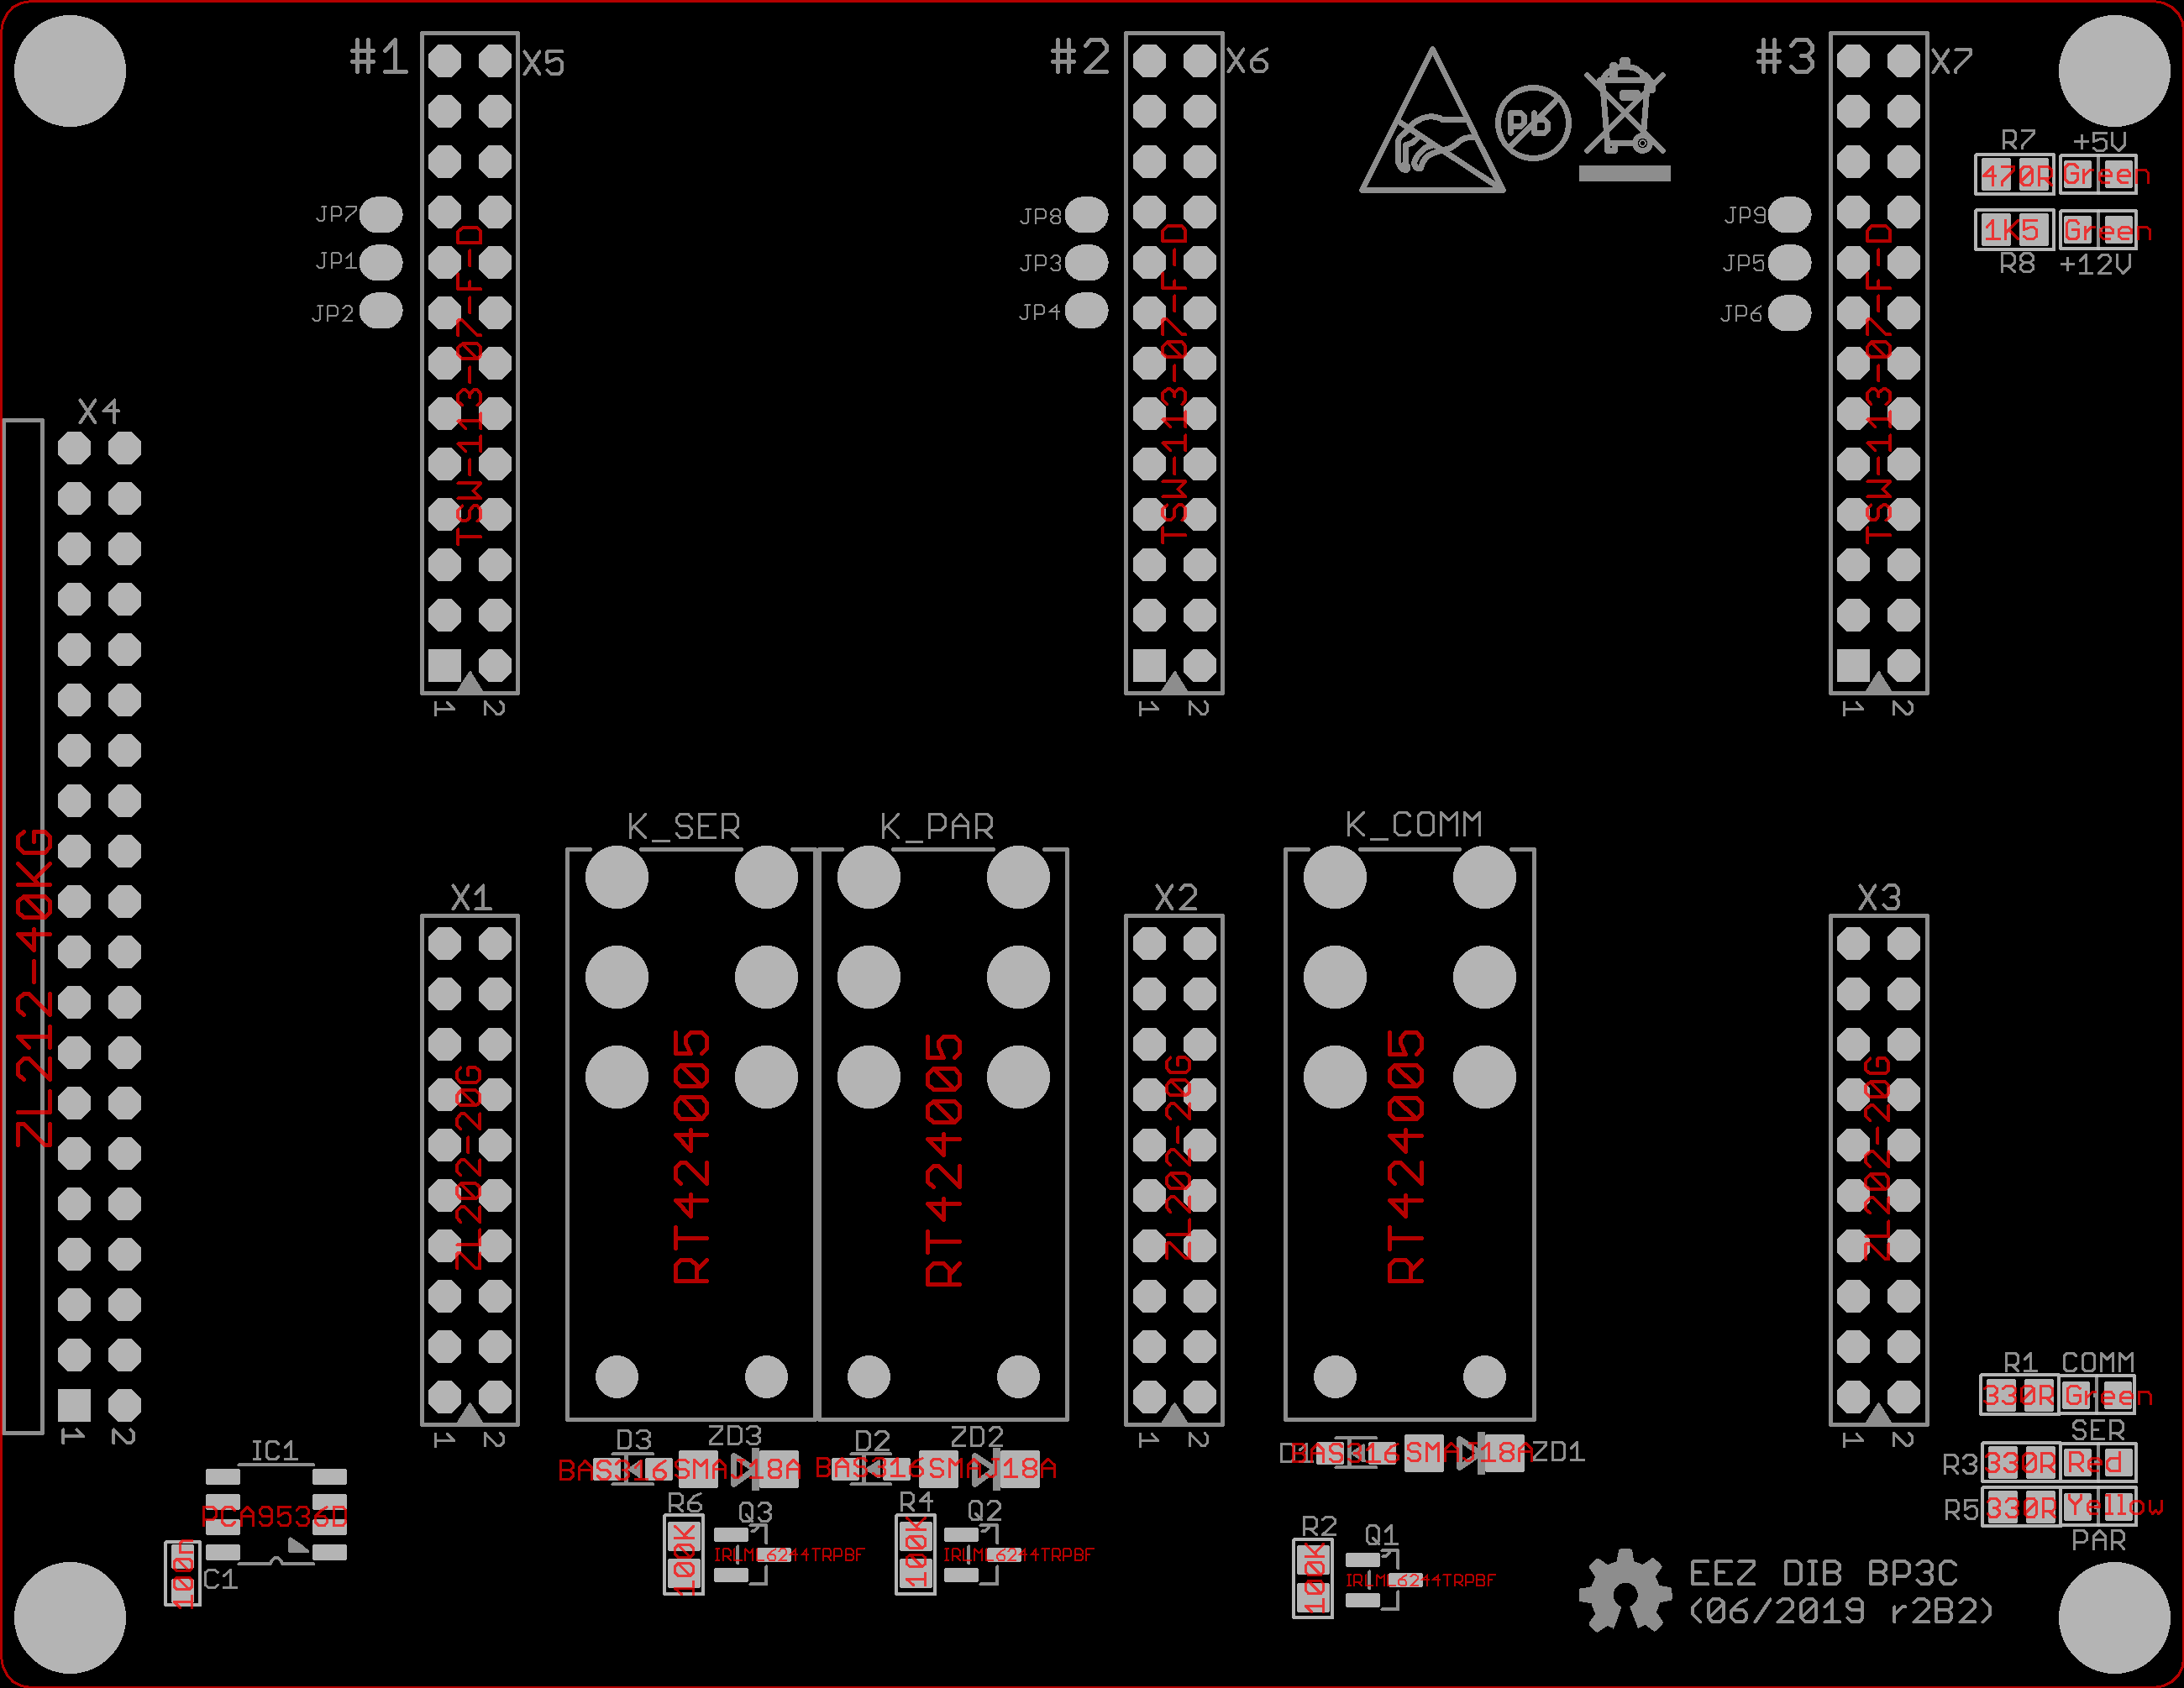 #1 X5
#2 X6
Pb
#3 X7
R7 +5V
470R Green
1K5 Green
R8 +12V
JP7
JP1
JP2
JP8
JP3
JP4
JP9
JP5
JP6
TSW-113-07-F-D
TSW-113-07-F-D
TSW-113-07-F-D
1 2
1 2
1 2
X4
ZL212-40KG
1 2
K_SER
K_PAR
K_COMM
RT424005
RT424005
RT424005
X1
X2
X3
ZL202-20G
ZL202-20G
ZL202-20G
1 2
1 2
1 2
R1 COMM
330R Green
SER
R3 330R Red
R5 330R Yellow
PAR
IC1
PCA9536D
100n
C1
D3 ZD3
BAS316 SMAJ18A
D2 ZD2
BAS316 SMAJ18A
D1 BAS316 SMAJ18A ZD1
R6 Q3
100K IRLML6244TRPBF
R4 Q2
100K IRLML6244TRPBF
R2 Q1
100K IRLML6244TRPBF
EEZ DIB BP3C
(06/2019 r2B2)